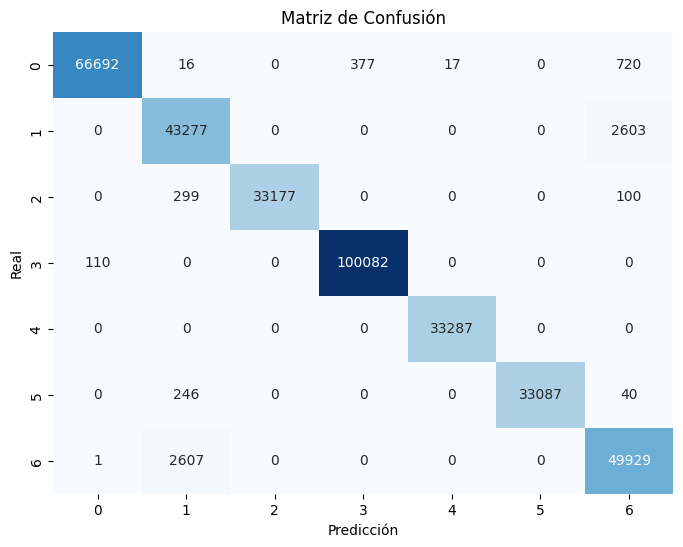 Matriz de Confusión
0 66692 16 0 377 17 0 720
1 0 43277 0 0 0 0 2603
2 0 299 33177 0 0 0 100
3 110 0 0 100082 0 0 0
4 0 0 0 0 33287 0 0
5 0 246 0 0 0 33087 40
6 1 2607 0 0 0 0 49929
0 1 2 3 4 5 6
Real
Predicción